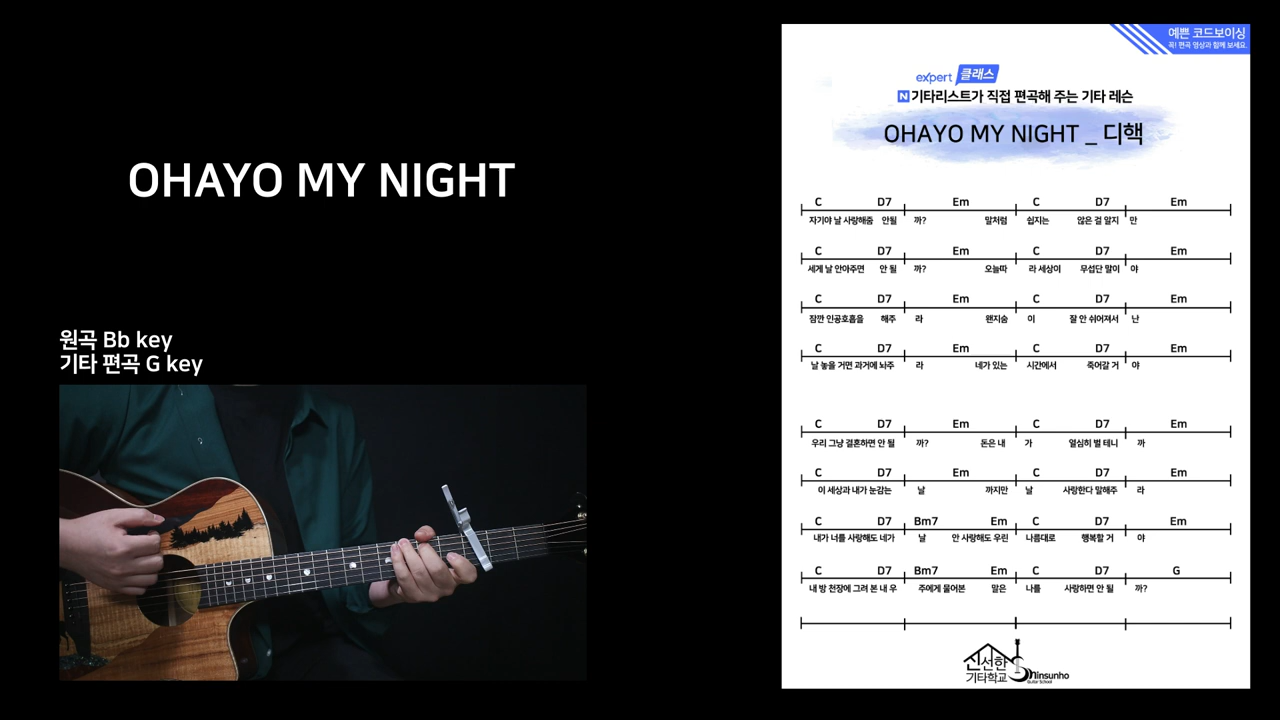 OHAYO MY NIGHT
원곡 Bb key
기타 편곡 G key
예쁜 코드보이싱
꼭! 편곡 영상과 함께 보세요.
expert 클래스
N 기타리스트가 직접 편곡해 주는 기타 레슨
OHAYO MY NIGHT _ 디핵
C D7 Em C D7 Em
자기야 날 사랑해줌 안될 까? 말처럼 쉽지는 않은 걸 알지 만
C D7 Em C D7 Em
세게 날 안아주면 안 될 까? 오늘따 라 세상이 무섭단 말이 야
C D7 Em C D7 Em
잠깐 인공호흡을 해주 라 왠지숨 이 잘 안 쉬어져서 난
C D7 Em C D7 Em
날 놓을 거면 과거에 놔주 라 네가 있는 시간에서 죽어갈 거 야
C D7 Em C D7 Em
우리 그냥 결혼하면 안 될 까? 돈은 내 가 열심히 벌 테니 까
C D7 Em C D7 Em
이 세상과 내가 눈감는 날 까지만 날 사랑한다 말해주 라
C D7 Bm7 Em C D7 Em
내가 너를 사랑해도 네가 날 안 사랑해도 우린 나름대로 행복할 거 야
C D7 Bm7 Em C D7 G
내 방 천장에 그려 본 내 우 주에게 물어본 말은 나를 사랑하면 안 될 까?
신선한
기타학교 Shinsunho
Guitar School